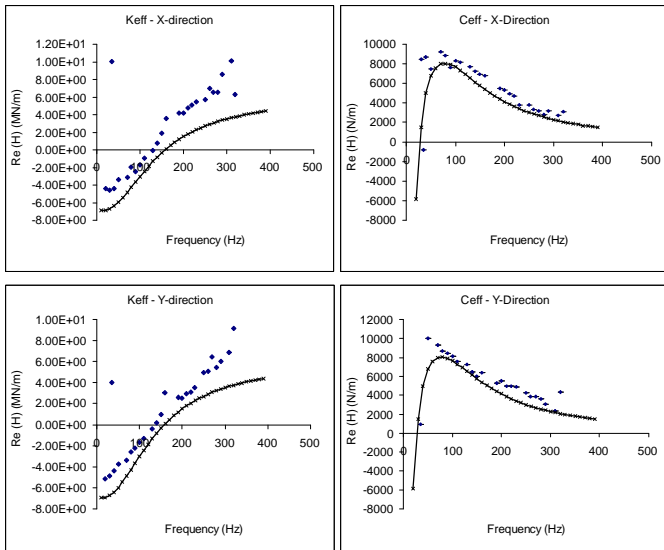 Keff - X-direction
1.20E+01
1.00E+01
8.00E+00
6.00E+00
4.00E+00
2.00E+00
0.00E+00
-2.00E+00
-4.00E+00
-6.00E+00
-8.00E+00
0 100 200 300 400 500
Re (H) (MN/m)
Frequency (Hz)
Ceff - X-Direction
10000
8000
6000
4000
2000
0
-2000
-4000
-6000
-8000
0 100 200 300 400 500
Re (H) (N/m)
Frequency (Hz)
Keff - Y-direction
1.00E+01
8.00E+00
6.00E+00
4.00E+00
2.00E+00
0.00E+00
-2.00E+00
-4.00E+00
-6.00E+00
-8.00E+00
0 100 200 300 400 500
Re (H) (MN/m)
Frequency (Hz)
Ceff - Y-Direction
12000
10000
8000
6000
4000
2000
0
-2000
-4000
-6000
-8000
0 100 200 300 400 500
Re (H) (N/m)
Frequency (Hz)